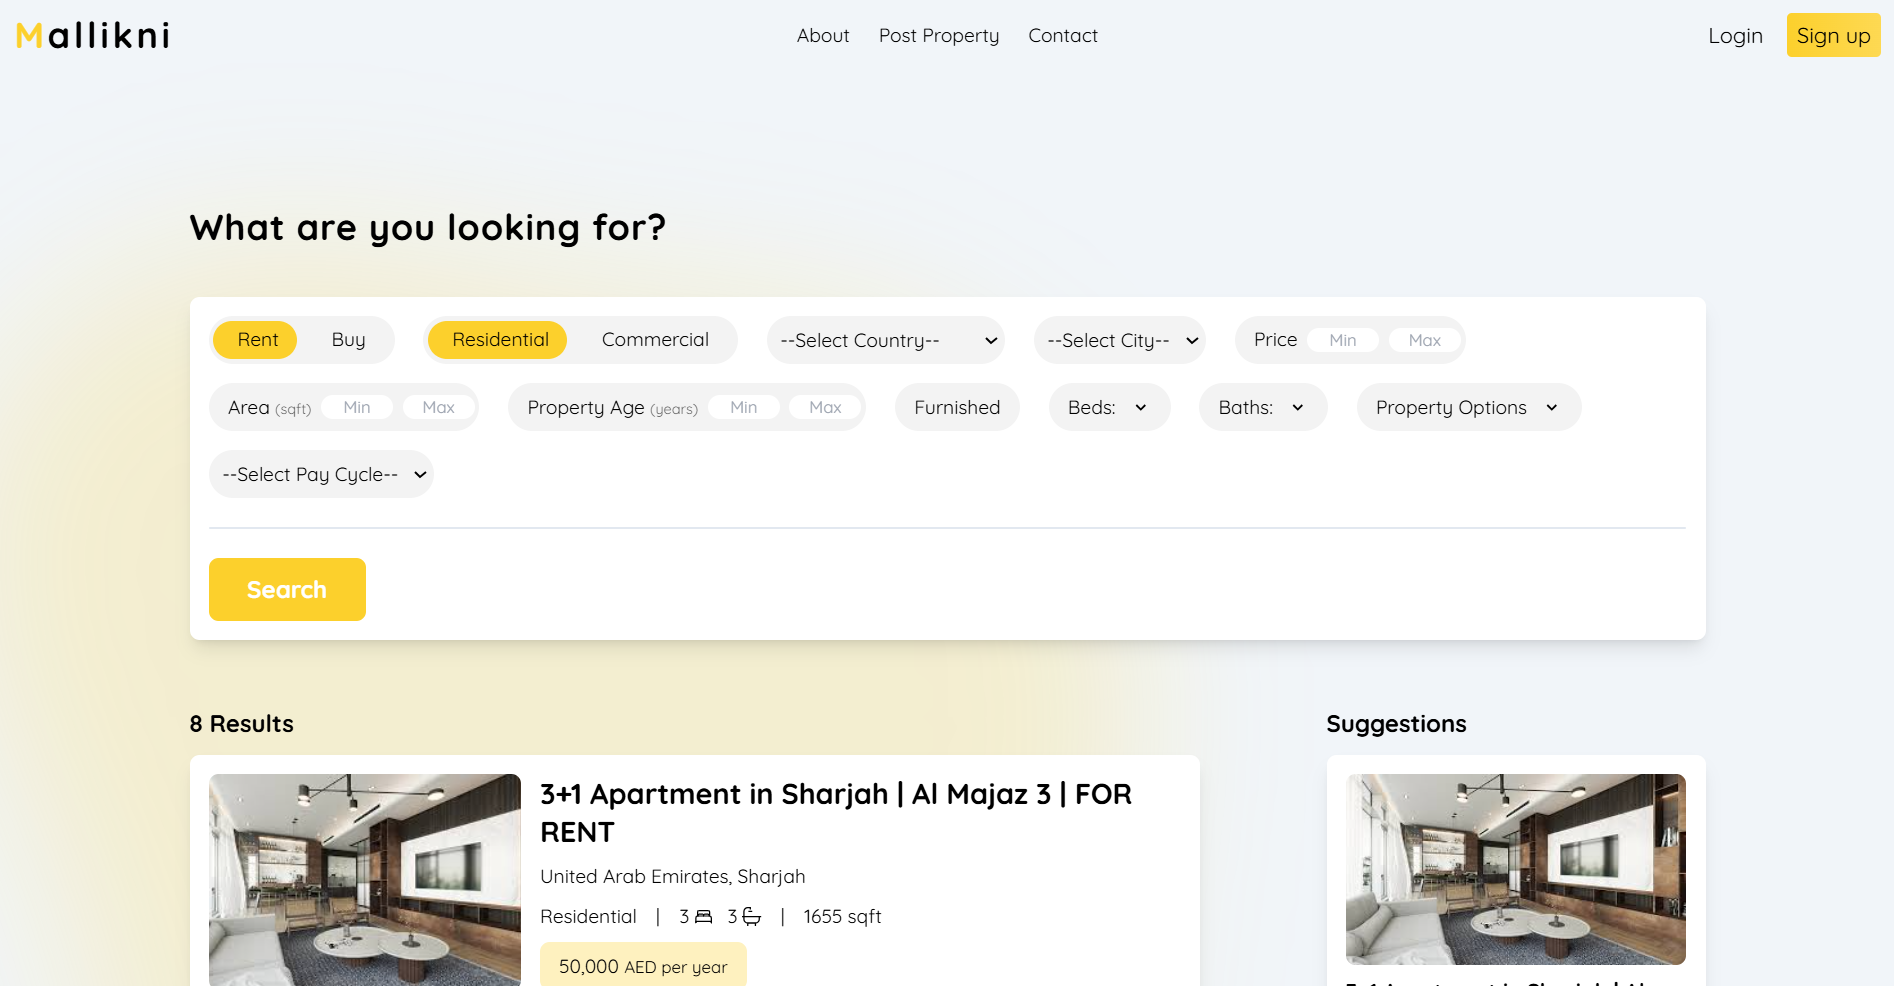 Mallikni
About Post Property Contact
Login Sign up
What are you looking for?
Rent Buy Residential Commercial --Select Country-- --Select City-- Price Min Max
Area (sqft) Min Max Property Age (years) Min Max Furnished Beds: Baths: Property Options
--Select Pay Cycle--
Search
8 Results
3+1 Apartment in Sharjah | Al Majaz 3 | FOR
RENT
United Arab Emirates, Sharjah
Residential | 3 3 | 1655 sqft
50,000 AED per year
Suggestions